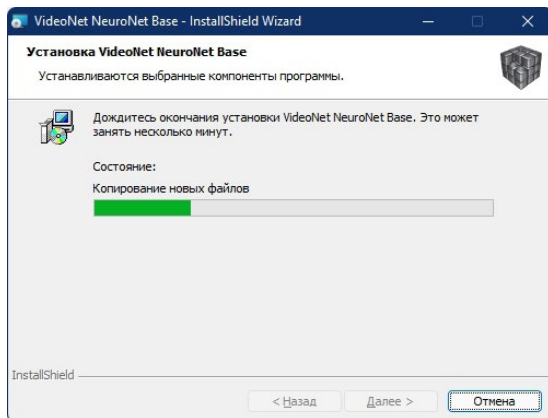 VideoNet NeuroNet Base - InstallShield Wizard
Установка VideoNet NeuroNet Base
Устанавливаются выбранные компоненты программы.
Дождитесь окончания установки VideoNet NeuroNet Base. Это может
занять несколько минут.
Состояние:
Копирование новых файлов
InstallShield
< Назад
Далее >
Отмена